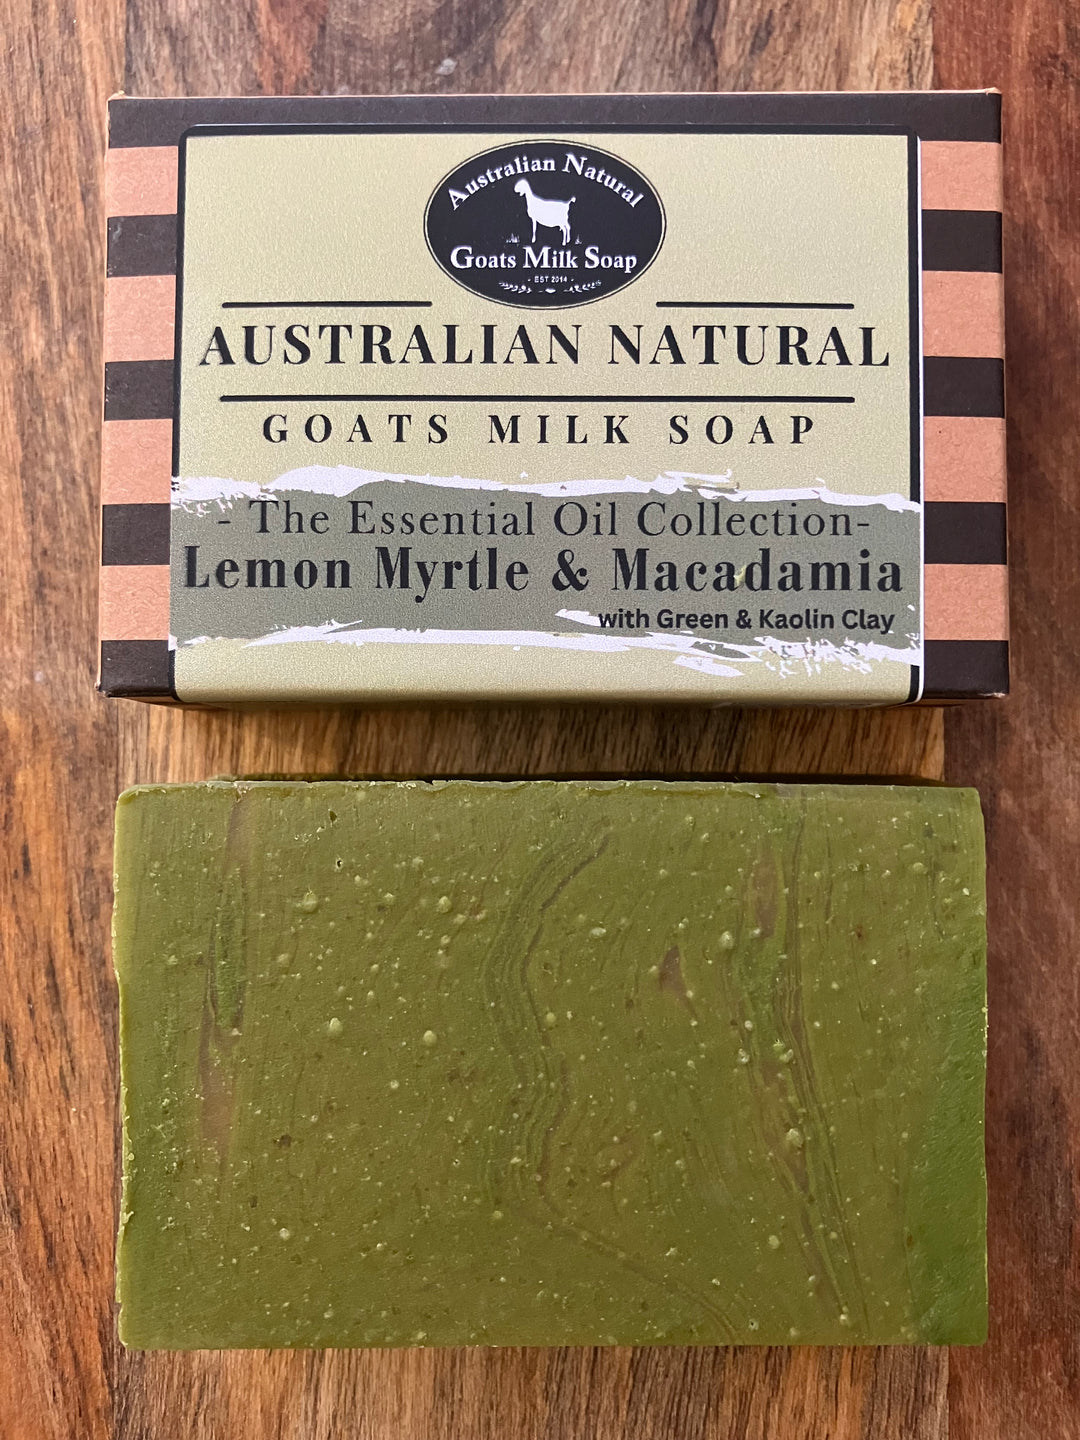 Australian Natural
Goats Milk Soap
- EST 2014 -
AUSTRALIAN NATURAL
GOATS MILK SOAP
- The Essential Oil Collection-
Lemon Myrtle & Macadamia
with Green & Kaolin Clay